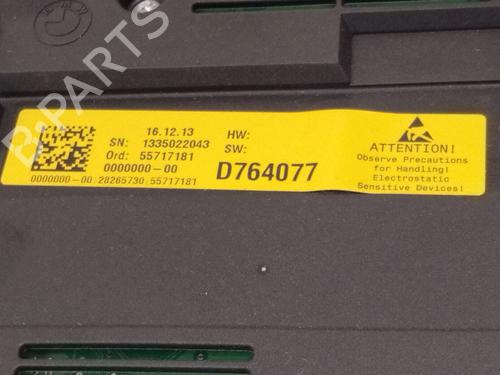 B-PARTS
16.12.13
SN: 1335022043
Ord: 55717181
0000000-00
0000000-00:28265730:55717181
HW:
SW:
D764077
ATTENTION!
Observe Precautions
for Handling!
Electrostatic
Sensitive Devices!